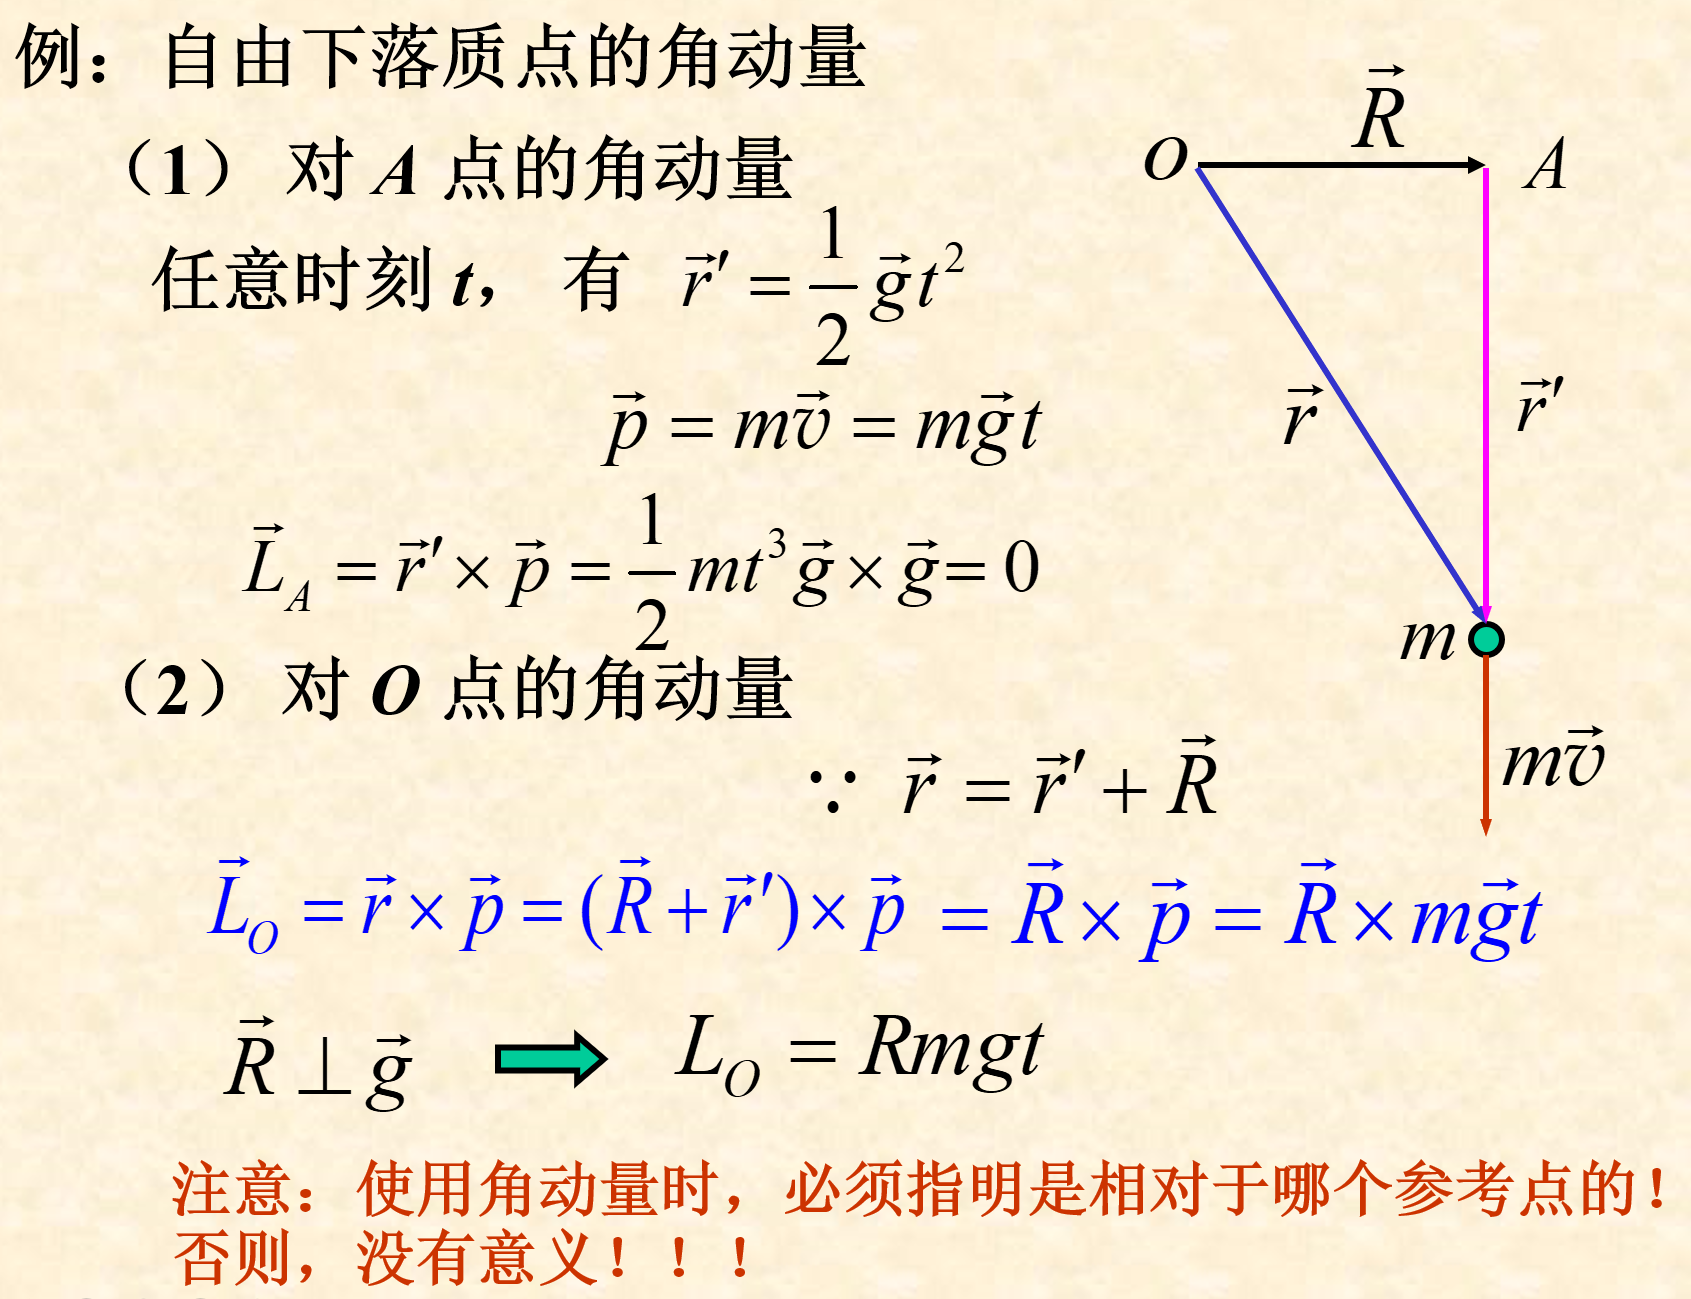 例：自由下落质点的角动量
（1） 对 A 点的角动量
任意时刻 t， 有 $\vec{r}' = \frac{1}{2}\vec{g}t^2$
$\vec{p} = m\vec{v} = m\vec{g}t$
$\vec{L}_A = \vec{r}' \times \vec{p} = \frac{1}{2}mt^3\vec{g} \times \vec{g} = 0$
（2） 对 O 点的角动量
$\because \vec{r} = \vec{r}' + \vec{R}$
$\vec{L}_O = \vec{r} \times \vec{p} = (\vec{R} + \vec{r}') \times \vec{p} = \vec{R} \times \vec{p} = \vec{R} \times m\vec{g}t$
$\vec{R} \perp \vec{g}$ $L_O = Rmgt$
注意：使用角动量时，必须指明是相对于哪个参考点的！
否则，没有意义！！！
$\vec{R}$
O
A
$\vec{r}$
$\vec{r}'$
m
$m\vec{v}$